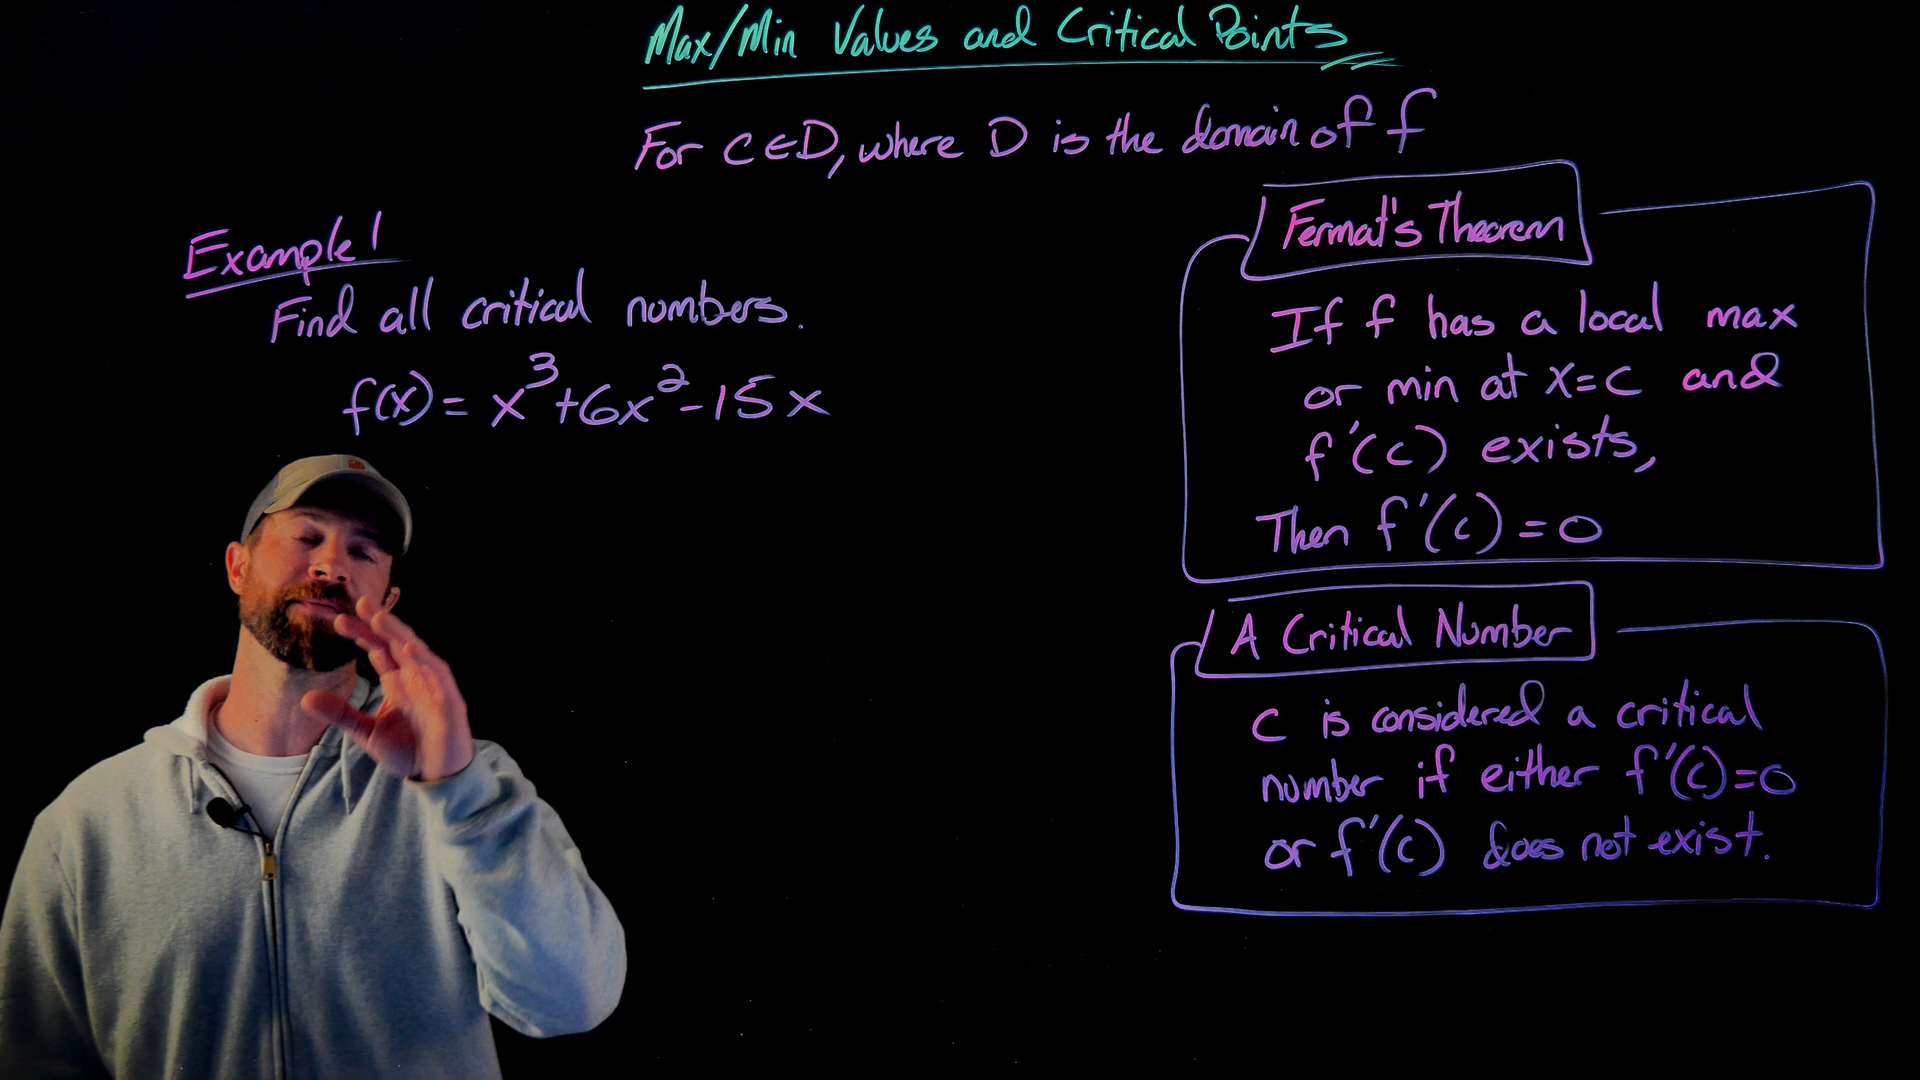 Max/Min Values and Critical Points
For C∈D, where D is the domain of f
Example 1
Find all critical numbers.
f(x) = x³+6x²-15x
Fermat's Theorem
If f has a local max
or min at x=c and
f'(c) exists,
Then f'(c)=0
A Critical Number
C is considered a critical
number if either f'(c)=0
or f'(c) does not exist.